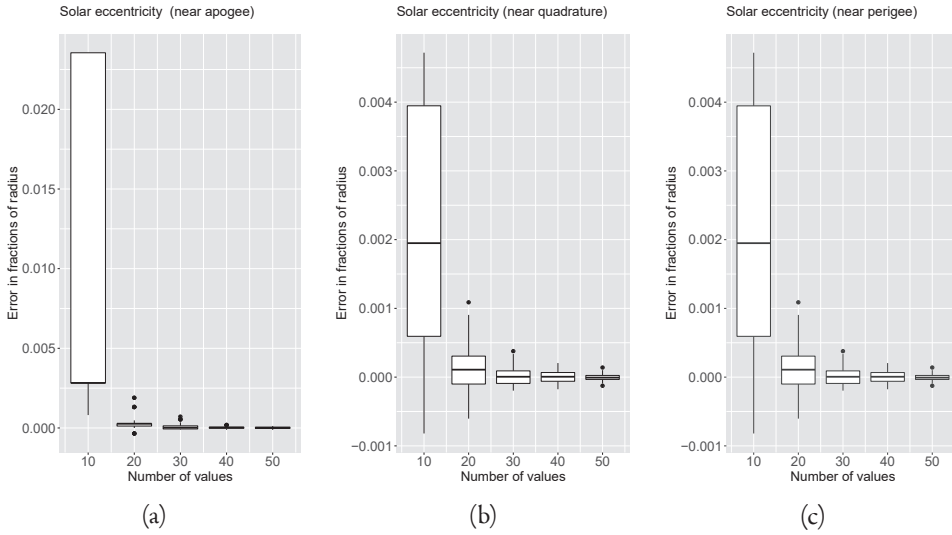 Solar eccentricity (near apogee)
Error in fractions of radius
0.020
0.015
0.010
0.005
0.000
10 20 30 40 50
Number of values
(a)
Solar eccentricity (near quadrature)
Error in fractions of radius
0.004
0.003
0.002
0.001
0.000
−0.001
10 20 30 40 50
Number of values
(b)
Solar eccentricity (near perigee)
Error in fractions of radius
0.004
0.003
0.002
0.001
0.000
−0.001
10 20 30 40 50
Number of values
(c)